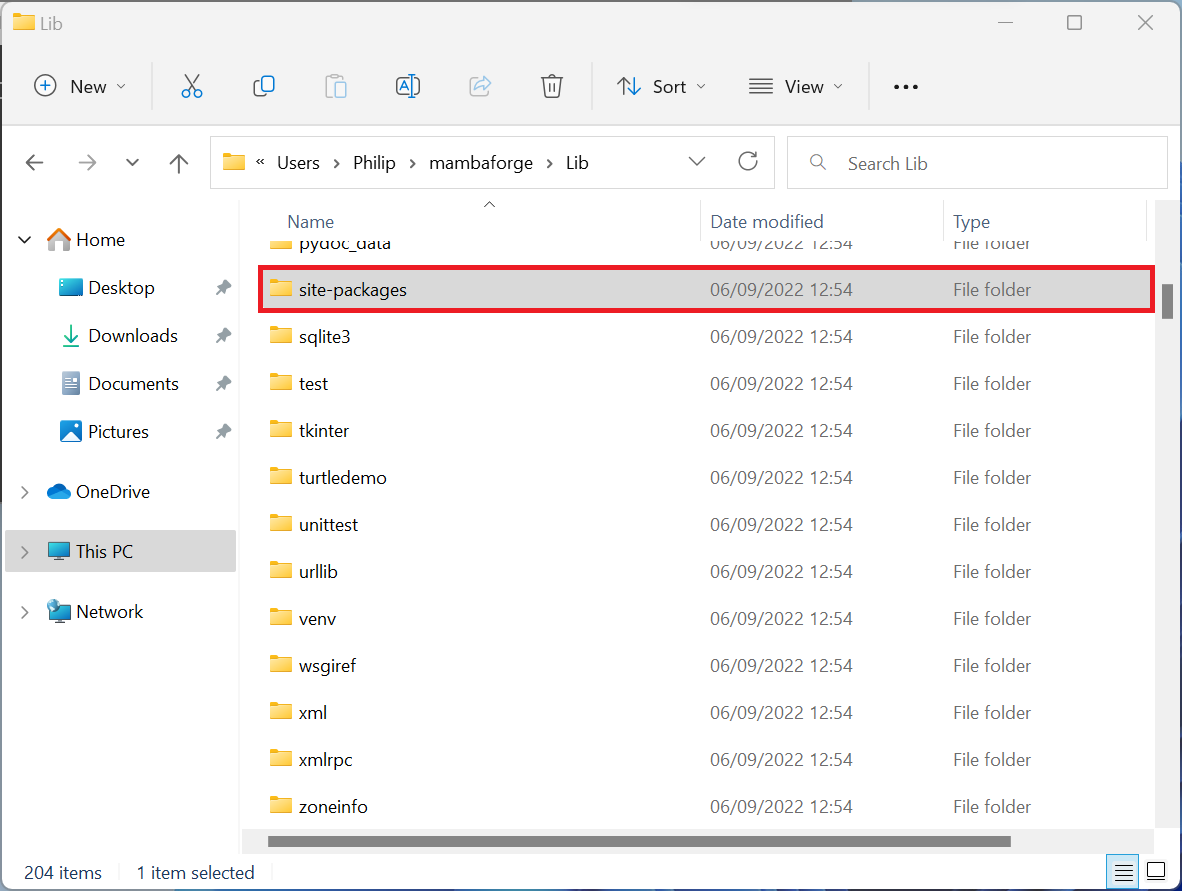 Lib
New
Sort
View
« Users > Philip > mambaforge > Lib
Search Lib
Name Date modified Type
Home
Desktop
Downloads
Documents
Pictures
OneDrive
This PC
Network
pydoc_data 06/09/2022 12:54 File folder
site-packages 06/09/2022 12:54 File folder
sqlite3 06/09/2022 12:54 File folder
test 06/09/2022 12:54 File folder
tkinter 06/09/2022 12:54 File folder
turtledemo 06/09/2022 12:54 File folder
unittest 06/09/2022 12:54 File folder
urllib 06/09/2022 12:54 File folder
venv 06/09/2022 12:54 File folder
wsgiref 06/09/2022 12:54 File folder
xml 06/09/2022 12:54 File folder
xmlrpc 06/09/2022 12:54 File folder
zoneinfo 06/09/2022 12:54 File folder
204 items 1 item selected